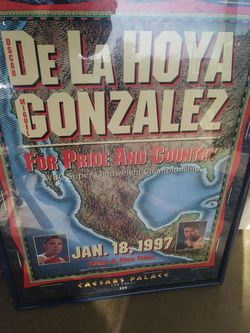 OSCAR
DE LA HOYA
MIGUEL
GONZALEZ
FOR PRIDE AND COUNTRY
WBC Super Lightweight Championship
JAN. 18, 1997
CAESARS PALACE